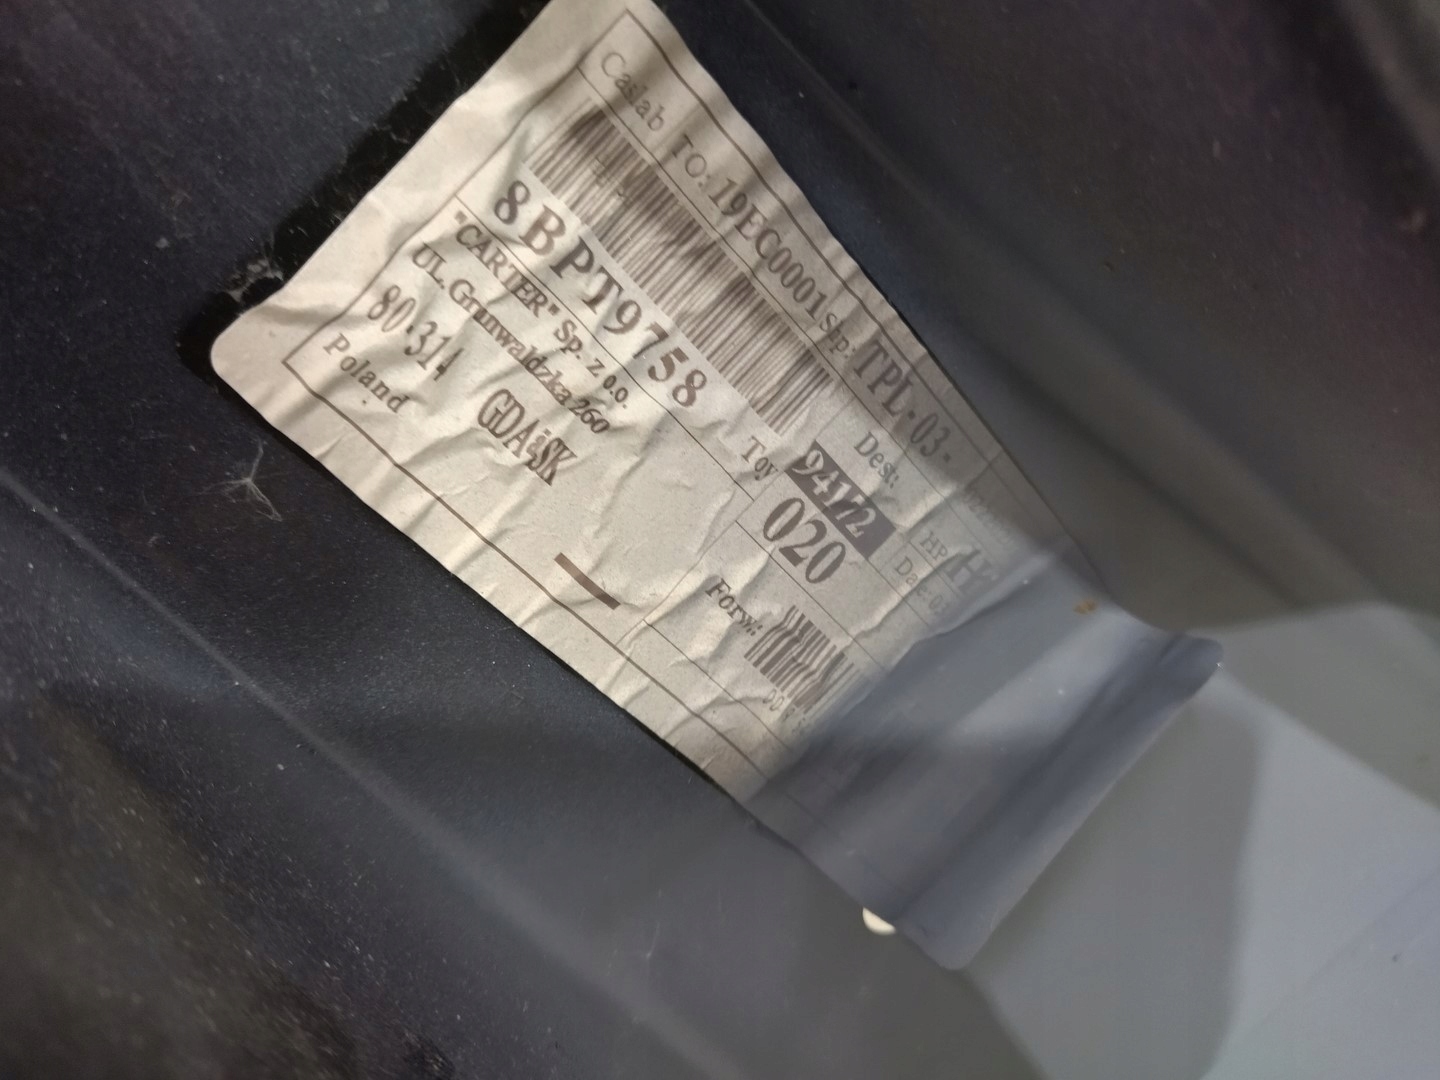 Caslab TO: 19EC0001 Sp: TPL-03-
8BPT9758
"CARTER" Sp. z o.o.
UL. Grunwaldzka 260
80-314 GDAńSK
Poland
Toy
020
Dest:
HP
Forw: